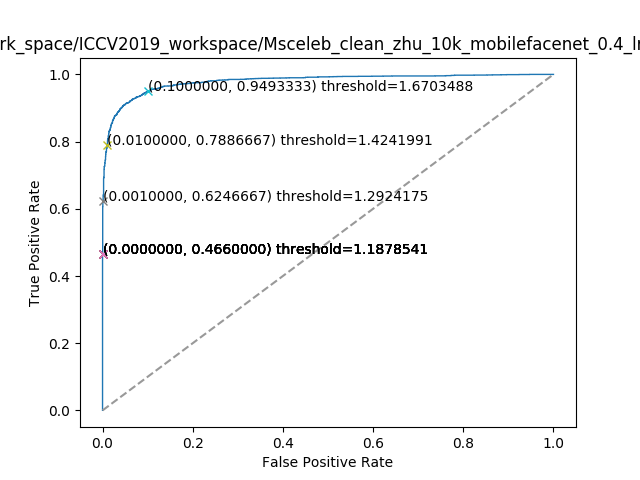 rk_space/ICCV2019_workspace/Msceleb_clean_zhu_10k_mobilefacenet_0.4_lr
1.0
(0.1000000, 0.9493333) threshold=1.6703488
0.8
(0.0100000, 0.7886667) threshold=1.4241991
0.6
(0.0010000, 0.6246667) threshold=1.2924175
(0.0000000, 0.4660000) threshold=1.1878541
0.4
0.2
0.0
True Positive Rate
0.0 0.2 0.4 0.6 0.8 1.0
False Positive Rate